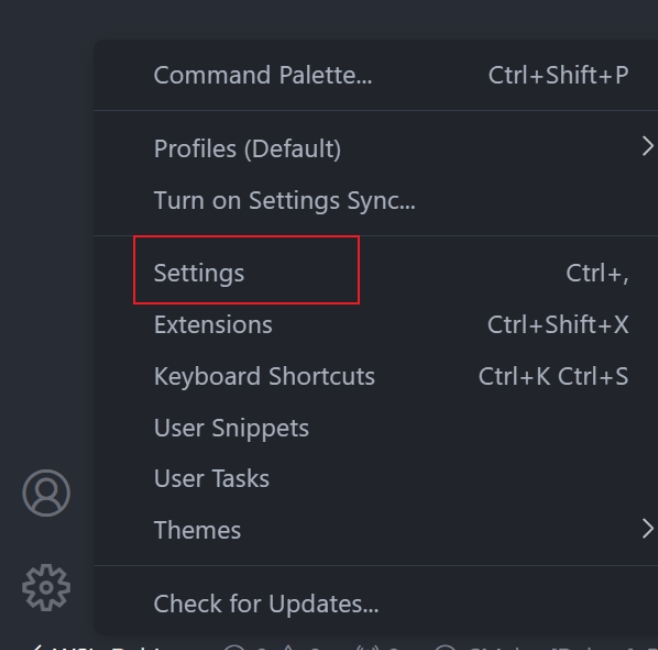 Command Palette... Ctrl+Shift+P
Profiles (Default)
Turn on Settings Sync...
Settings Ctrl+,
Extensions Ctrl+Shift+X
Keyboard Shortcuts Ctrl+K Ctrl+S
User Snippets
User Tasks
Themes
Check for Updates...